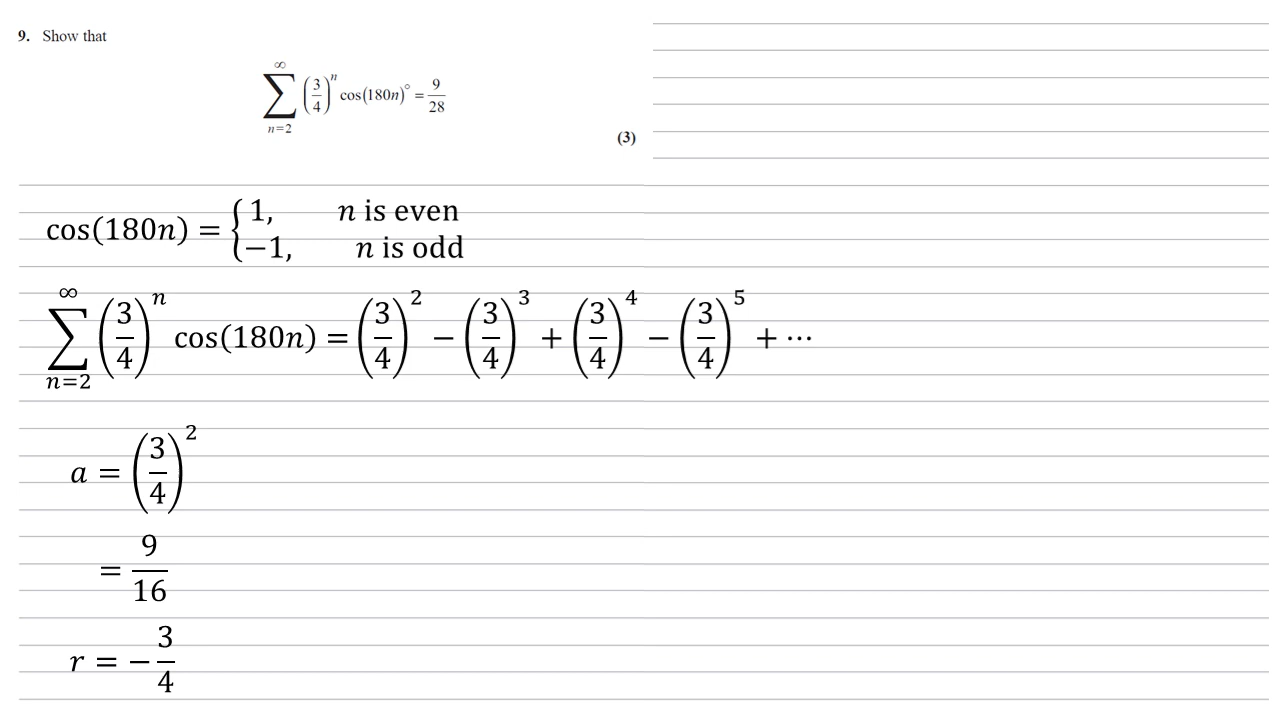 9. Show that
∑_{n=2}^{∞} (3/4)^n cos(180n)° = 9/28
(3)
cos(180n) = { 1, n is even
−1, n is odd
∑_{n=2}^{∞} (3/4)^n cos(180n) = (3/4)^2 − (3/4)^3 + (3/4)^4 − (3/4)^5 + ⋯
a = (3/4)^2
= 9/16
r = − 3/4